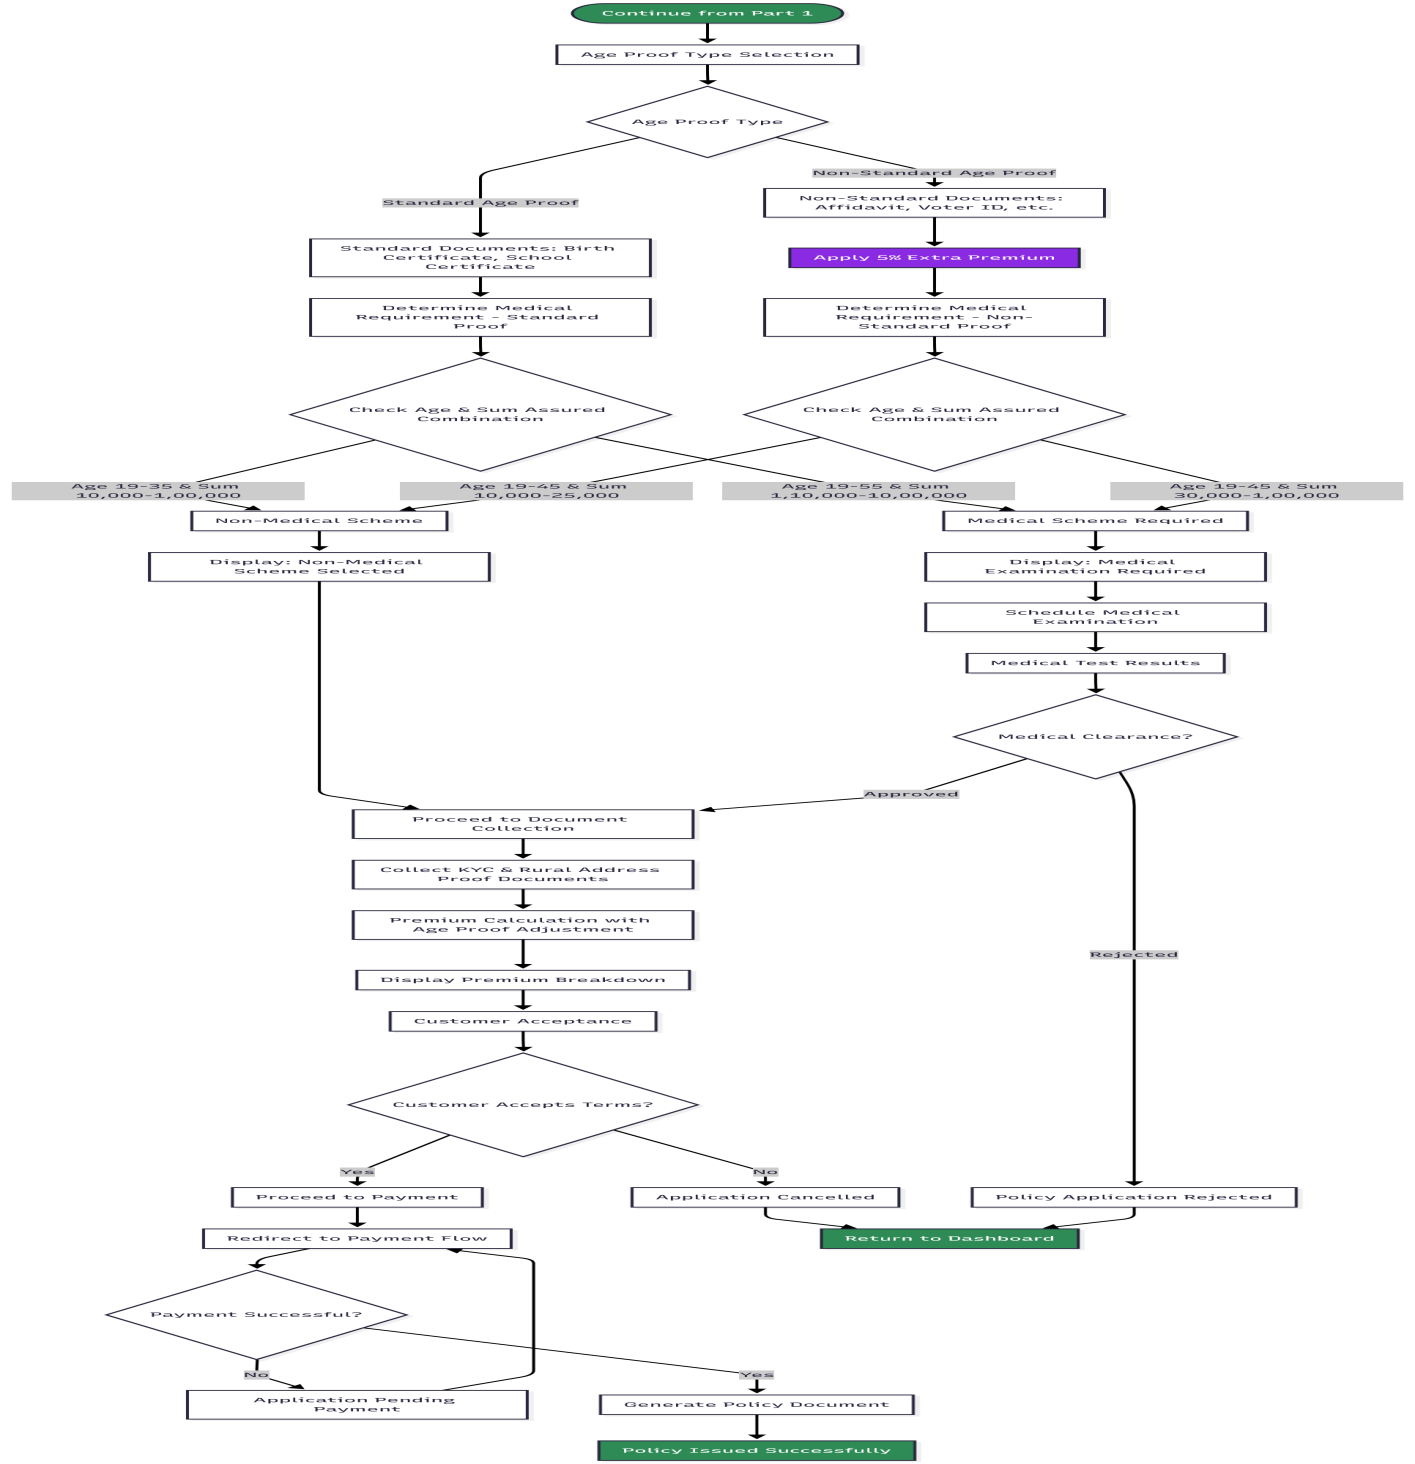 Continue from Part 1
Age Proof Type Selection
Age Proof Type
Non-Standard Age Proof
Standard Age Proof
Non-Standard Documents:
Affidavit, Voter ID, etc.
Standard Documents: Birth
Certificate, School
Certificate
Apply 5% Extra Premium
Determine Medical
Requirement - Standard
Proof
Determine Medical
Requirement - Non-
Standard Proof
Check Age & Sum Assured
Combination
Check Age & Sum Assured
Combination
Age 19-35 & Sum
10,000-1,00,000
Age 19-45 & Sum
10,000-25,000
Age 19-55 & Sum
1,10,000-10,00,000
Age 19-45 & Sum
30,000-1,00,000
Non-Medical Scheme
Medical Scheme Required
Display: Non-Medical
Scheme Selected
Display: Medical
Examination Required
Schedule Medical
Examination
Medical Test Results
Medical Clearance?
Approved
Proceed to Document
Collection
Collect KYC & Rural Address
Proof Documents
Premium Calculation with
Age Proof Adjustment
Rejected
Display Premium Breakdown
Customer Acceptance
Customer Accepts Terms?
Yes
No
Proceed to Payment
Application Cancelled
Policy Application Rejected
Redirect to Payment Flow
Return to Dashboard
Payment Successful?
No
Yes
Application Pending
Payment
Generate Policy Document
Policy Issued Successfully